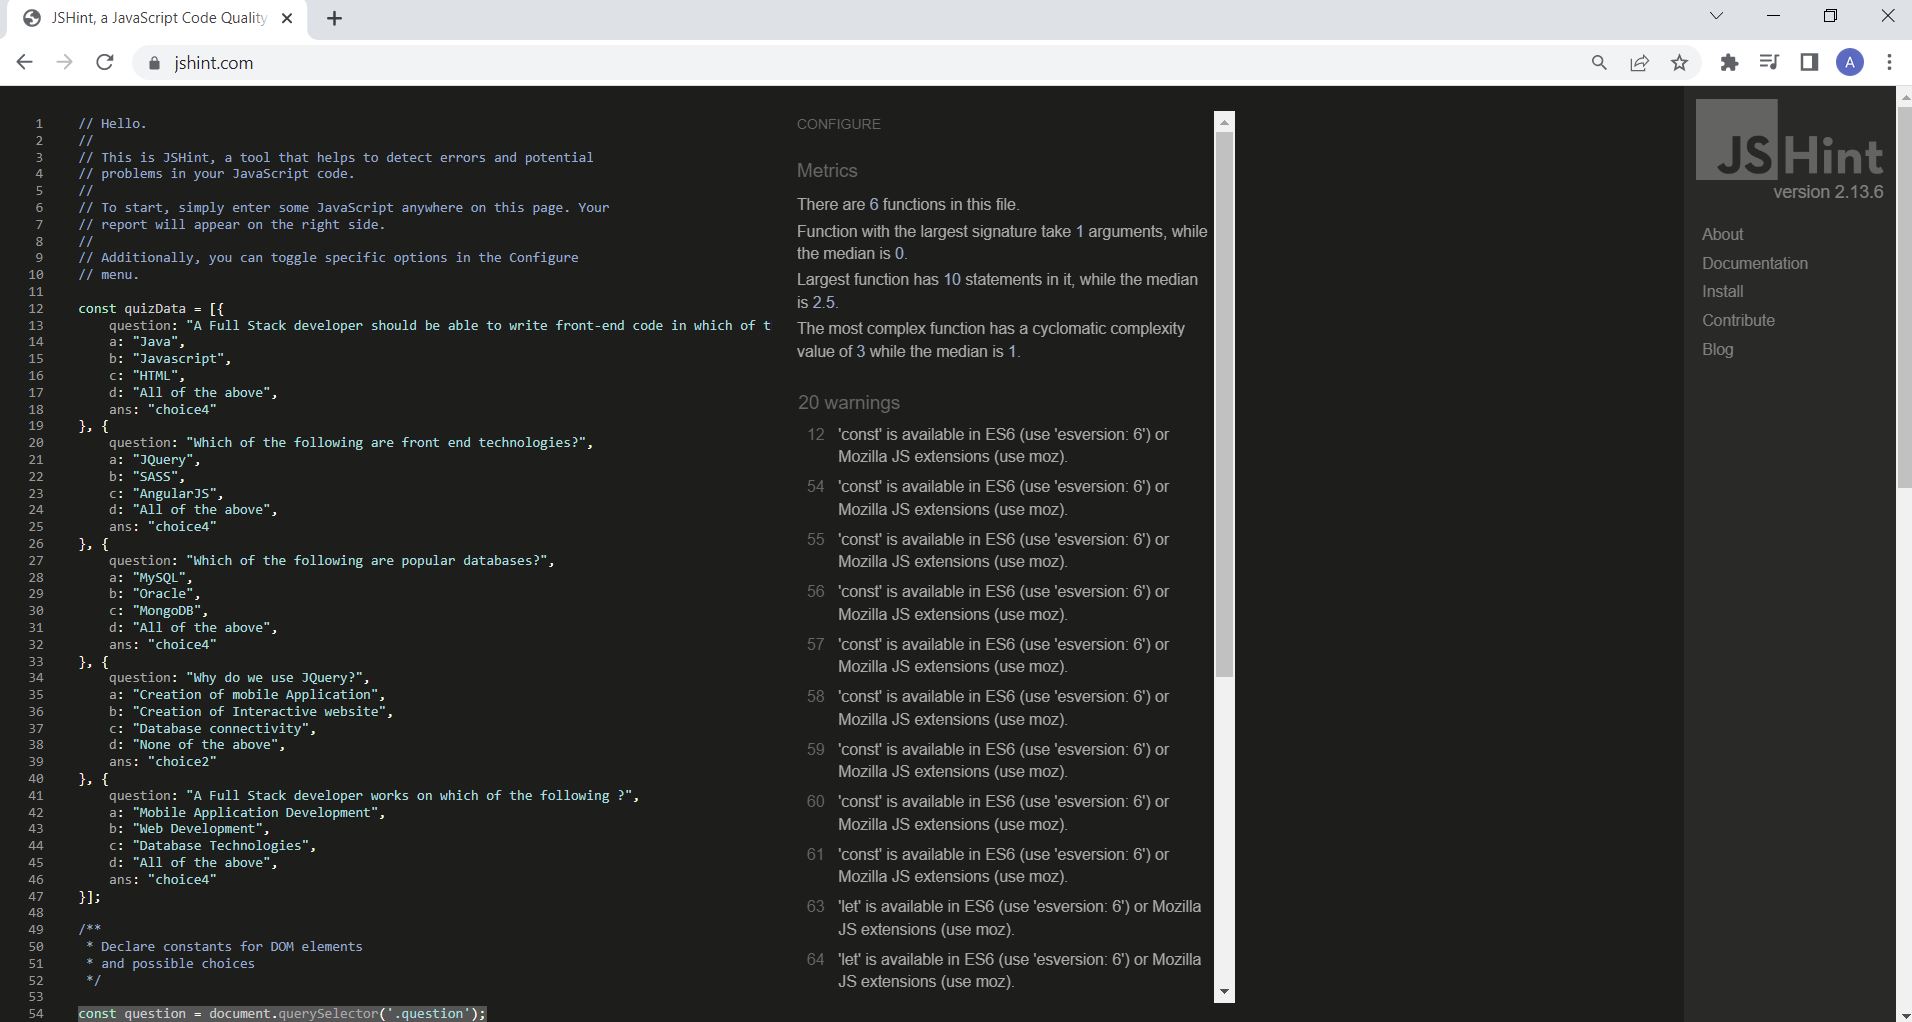 JSHint, a JavaScript Code Quality
jshint.com
A
1 // Hello.
2 //
3 // This is JSHint, a tool that helps to detect errors and potential
4 // problems in your JavaScript code.
5 //
6 // To start, simply enter some JavaScript anywhere on this page. Your
7 // report will appear on the right side.
8 //
9 // Additionally, you can toggle specific options in the Configure
10 // menu.
11
12 const quizData = [{
13 question: "A Full Stack developer should be able to write front-end code in which of t
14 a: "Java",
15 b: "Javascript",
16 c: "HTML",
17 d: "All of the above",
18 ans: "choice4"
19 }, {
20 question: "Which of the following are front end technologies?",
21 a: "JQuery",
22 b: "SASS",
23 c: "AngularJS",
24 d: "All of the above",
25 ans: "choice4"
26 }, {
27 question: "Which of the following are popular databases?",
28 a: "MySQL",
29 b: "Oracle",
30 c: "MongoDB",
31 d: "All of the above",
32 ans: "choice4"
33 }, {
34 question: "Why do we use JQuery?",
35 a: "Creation of mobile Application",
36 b: "Creation of Interactive website",
37 c: "Database connectivity",
38 d: "None of the above",
39 ans: "choice2"
40 }, {
41 question: "A Full Stack developer works on which of the following ?",
42 a: "Mobile Application Development",
43 b: "Web Development",
44 c: "Database Technologies",
45 d: "All of the above",
46 ans: "choice4"
47 }];
48
49 /**
50 * Declare constants for DOM elements
51 * and possible choices
52 */
53
54 const question = document.querySelector('.question');
CONFIGURE
Metrics
There are 6 functions in this file.
Function with the largest signature take 1 arguments, while
the median is 0.
Largest function has 10 statements in it, while the median
is 2.5.
The most complex function has a cyclomatic complexity
value of 3 while the median is 1.
20 warnings
12 'const' is available in ES6 (use 'esversion: 6') or
Mozilla JS extensions (use moz).
54 'const' is available in ES6 (use 'esversion: 6') or
Mozilla JS extensions (use moz).
55 'const' is available in ES6 (use 'esversion: 6') or
Mozilla JS extensions (use moz).
56 'const' is available in ES6 (use 'esversion: 6') or
Mozilla JS extensions (use moz).
57 'const' is available in ES6 (use 'esversion: 6') or
Mozilla JS extensions (use moz).
58 'const' is available in ES6 (use 'esversion: 6') or
Mozilla JS extensions (use moz).
59 'const' is available in ES6 (use 'esversion: 6') or
Mozilla JS extensions (use moz).
60 'const' is available in ES6 (use 'esversion: 6') or
Mozilla JS extensions (use moz).
61 'const' is available in ES6 (use 'esversion: 6') or
Mozilla JS extensions (use moz).
63 'let' is available in ES6 (use 'esversion: 6') or Mozilla
JS extensions (use moz).
64 'let' is available in ES6 (use 'esversion: 6') or Mozilla
JS extensions (use moz).
JSHint
version 2.13.6
About
Documentation
Install
Contribute
Blog